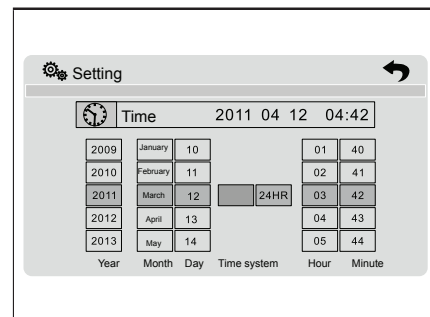 Setting
Time 2011 04 12 04:42
2009 January 10 01 40
2010 February 11 02 41
2011 March 12 24HR 03 42
2012 April 13 04 43
2013 May 14 05 44
Year Month Day Time system Hour Minute